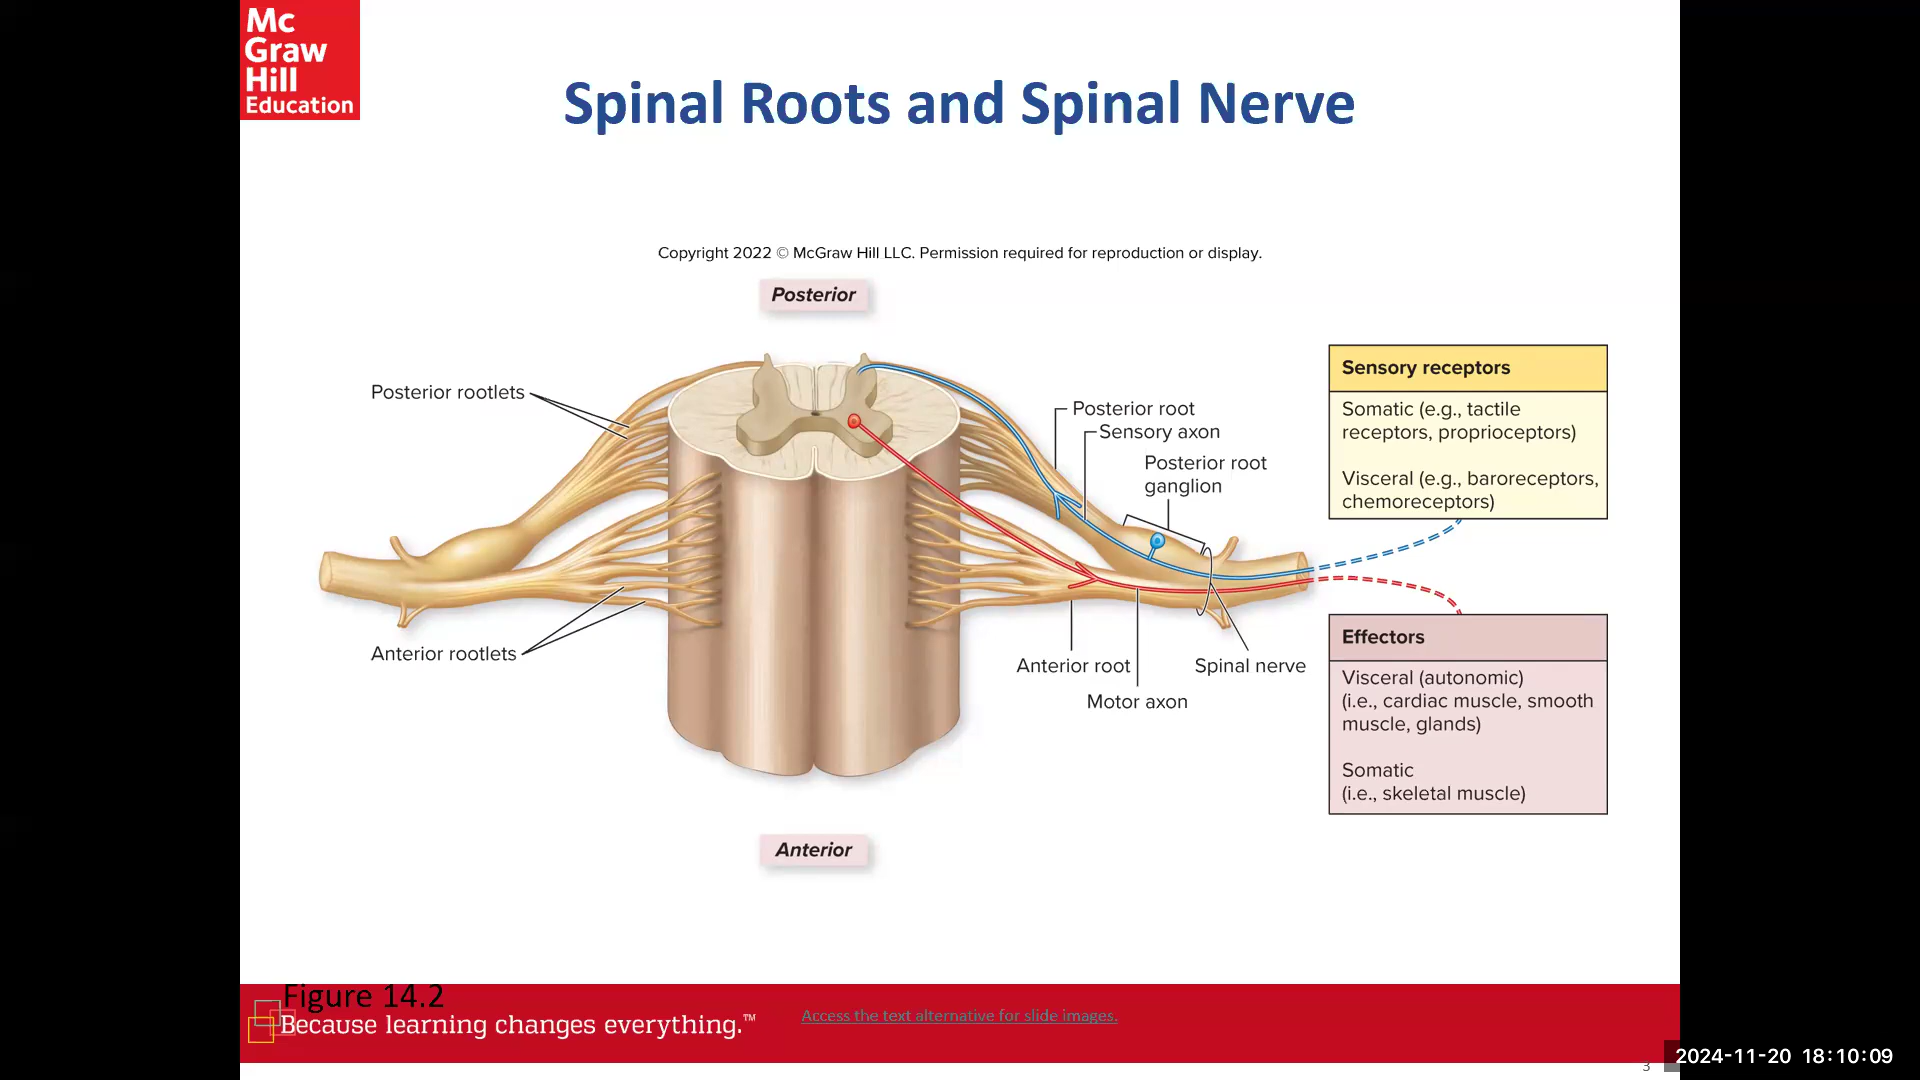 Mc
Graw
Hill
Education
Spinal Roots and Spinal Nerve
Copyright 2022 © McGraw Hill LLC. Permission required for reproduction or display.
Posterior
Posterior rootlets
Posterior root
Sensory axon
Posterior root
ganglion
Sensory receptors
Somatic (e.g., tactile
receptors, proprioceptors)
Visceral (e.g., baroreceptors,
chemoreceptors)
Anterior rootlets
Anterior root
Motor axon
Spinal nerve
Effectors
Visceral (autonomic)
(i.e., cardiac muscle, smooth
muscle, glands)
Somatic
(i.e., skeletal muscle)
Anterior
Figure 14.2
Because learning changes everything.™
Access the text alternative for slide images.
3
2024-11-20 18:10:09